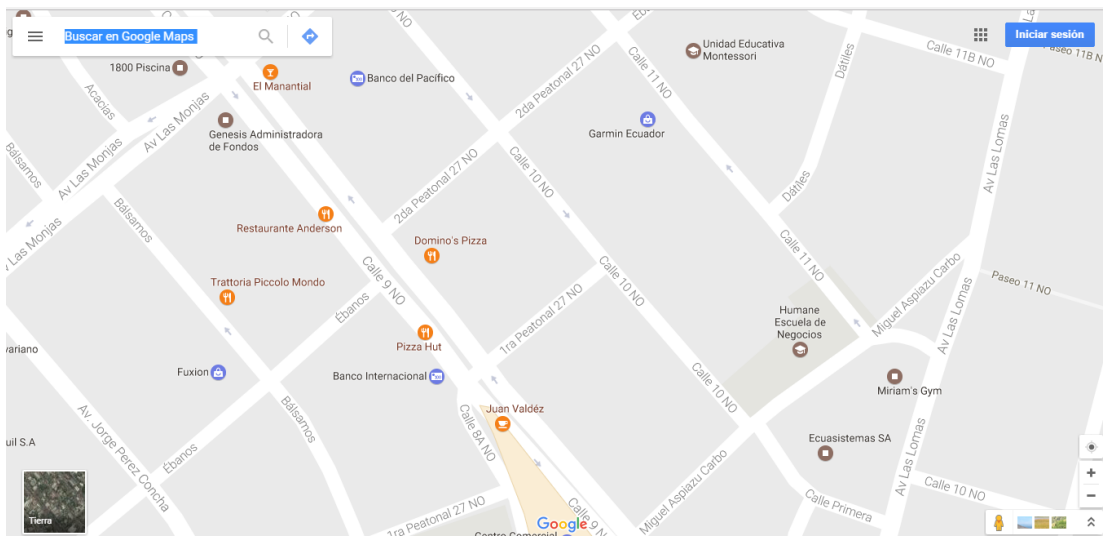 Buscar en Google Maps
Iniciar sesión
Unidad Educativa
Montessori
Calle 11B NO
Paseo 11B N
1800 Piscina
El Manantial
Banco del Pacífico
2da Peatonal 27 NO
Calle 11 NO
Dátiles
Acacias
Av Las Monjas
Av Las Monjas
Genesis Administradora
de Fondos
Garmin Ecuador
Av Las Lomas
Bálsamos
Calle 10 NO
2da Peatonal 27 NO
Dátiles
Bálsamos
Las Monjas
Restaurante Anderson
Domino's Pizza
Calle 9 NO
Calle 10 NO
Calle 11 NO
Paseo 11 NO
Trattoria Piccolo Mondo
Ébanos
1ra Peatonal 27 NO
Miguel Aspiazu Carbo
Humane
Escuela de
Negocios
Av Las Lomas
Pizza Hut
variano
Fuxion
Banco Internacional
Calle 10 NO
Miriam's Gym
Juan Valdéz
Av. Jorge Perez Concha
Bálsamos
Calle 8A NO
uil S.A
Ébanos
Ecuasistemas SA
Miguel Aspiazu Carbo
Av Las Lomas
Calle 10 NO
Calle Primera
Tierra
1ra Peatonal 27 NO
Google
Calle 9 NO
Centro Comercial